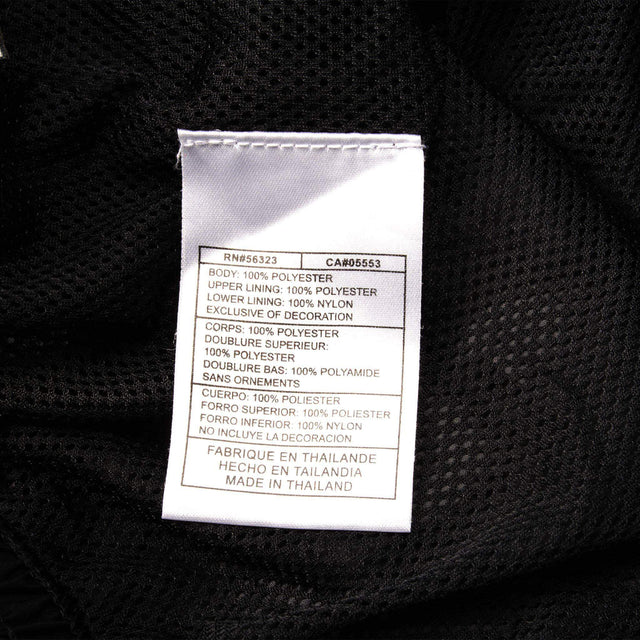 RN#56323 CA#05553
BODY: 100% POLYESTER
UPPER LINING: 100% POLYESTER
LOWER LINING: 100% NYLON
EXCLUSIVE OF DECORATION
CORPS: 100% POLYESTER
DOUBLURE SUPERIEUR:
100% POLYESTER
DOUBLURE BAS: 100% POLYAMIDE
SANS ORNEMENTS
CUERPO: 100% POLIESTER
FORRO SUPERIOR: 100% POLIESTER
FORRO INFERIOR: 100% NYLON
NO INCLUYE LA DECORACION
FABRIQUE EN THAILANDE
HECHO EN TAILANDIA
MADE IN THAILAND